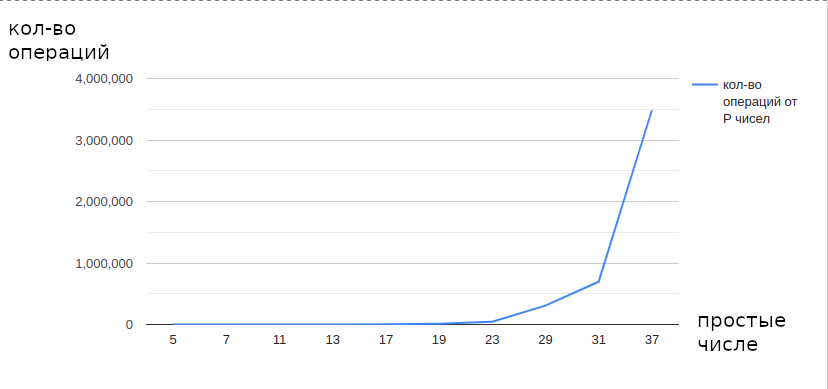 кол-во
операций
4,000,000
3,000,000
2,000,000
1,000,000
0
5 7 11 13 17 19 23 29 31 37
кол-во
операций от
Р чисел
простые
числе